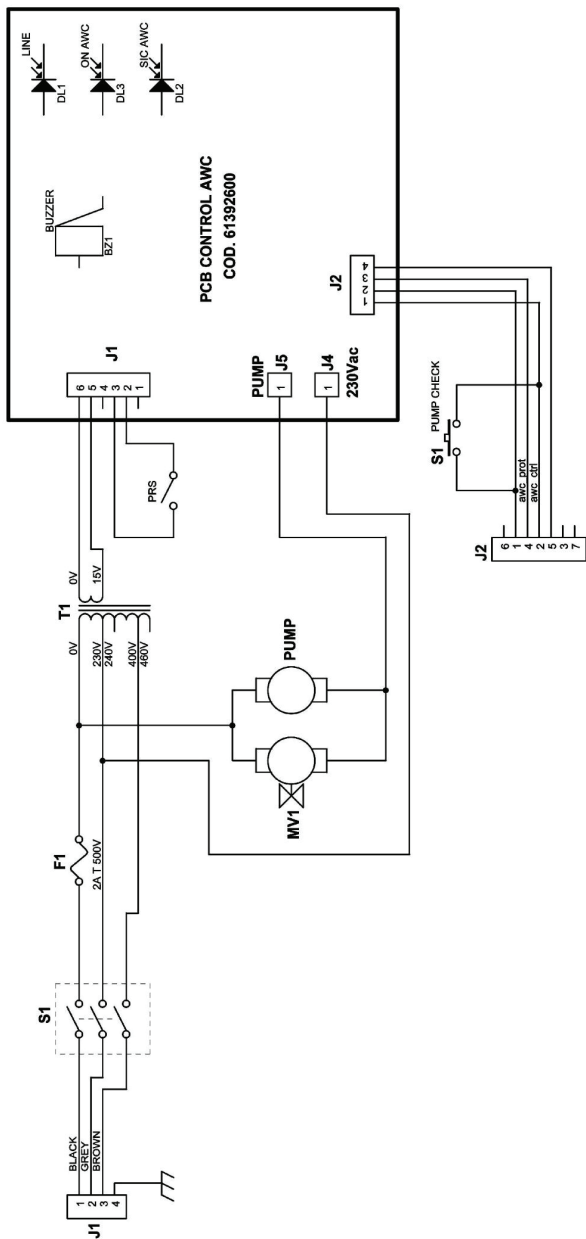 J1
1
2
3
4
BLACK
GREY
BROWN
S1
F1
2A T 500V
T1
0V
230V
240V
400V
460V
0V
15V
PRS
J1
6
5
4
3
2
1
MV1
PUMP
PUMP
1
J5
1
J4
230Vac
BUZZER
BZ1
PCB CONTROL AWC
COD. 61392600
LINE
DL1
ON AWC
DL3
SIC AWC
DL2
J2
1
2
3
4
S1
PUMP CHECK
awc_prot
awc_ctrl
J2
6
1
4
2
5
3
7